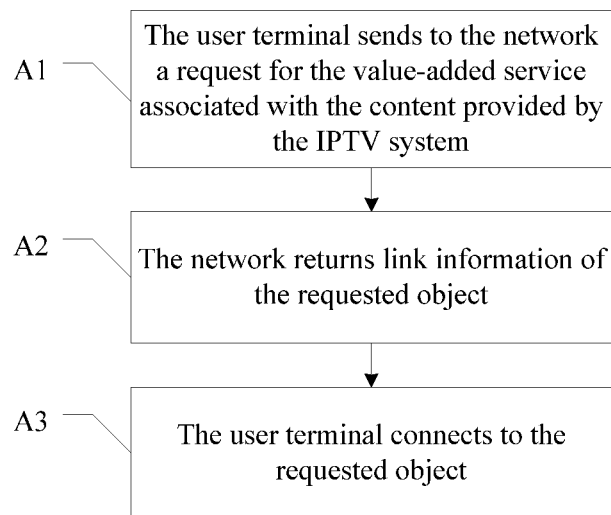 A1
The user terminal sends to the network
a request for the value-added service
associated with the content provided by
the IPTV system
A2
The network returns link information of
the requested object
A3
The user terminal connects to the
requested object